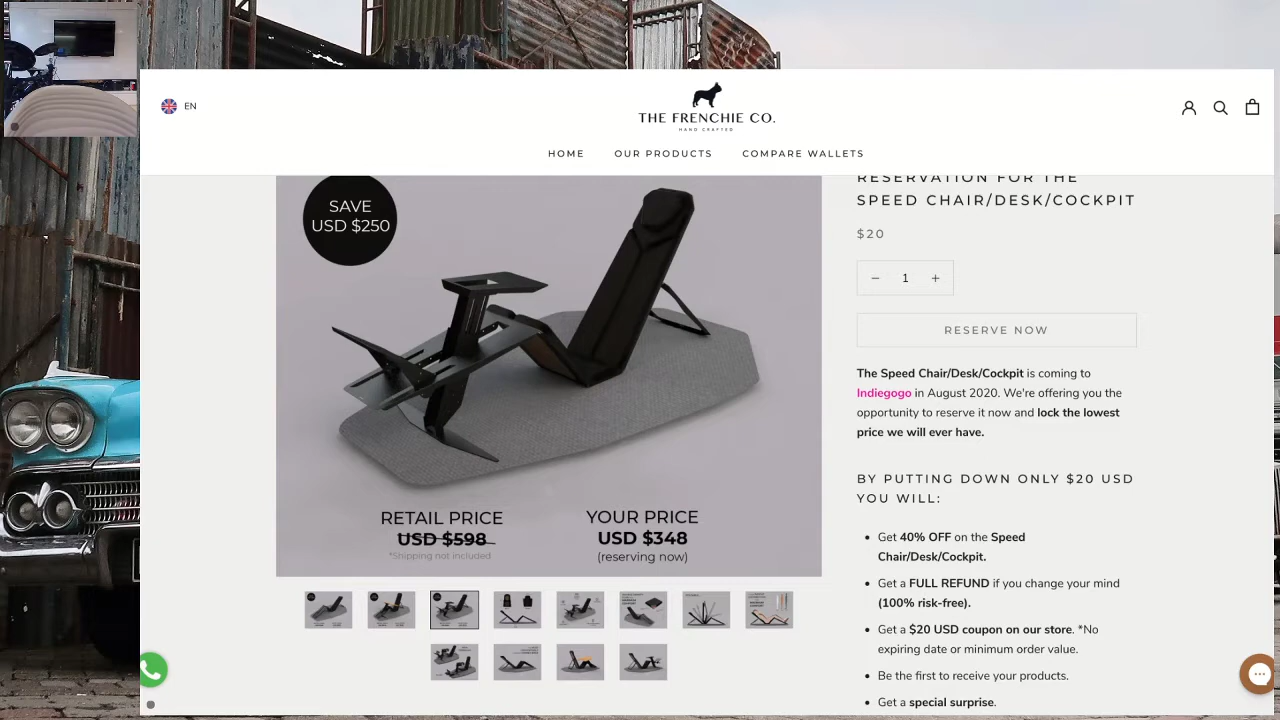 EN
THE FRENCHIE CO.
HAND CRAFTED
HOME
OUR PRODUCTS
COMPARE WALLETS
SAVE
USD $250
RETAIL PRICE
USD $598
*Shipping not included
YOUR PRICE
USD $348
(reserving now)
RESERVATION FOR THE
SPEED CHAIR/DESK/COCKPIT
$20
− 1 +
RESERVE NOW
The Speed Chair/Desk/Cockpit is coming to
Indiegogo in August 2020. We're offering you the
opportunity to reserve it now and lock the lowest
price we will ever have.
BY PUTTING DOWN ONLY $20 USD
YOU WILL:
• Get 40% OFF on the Speed
Chair/Desk/Cockpit.
• Get a FULL REFUND if you change your mind
(100% risk-free).
• Get a $20 USD coupon on our store. *No
expiring date or minimum order value.
• Be the first to receive your products.
• Get a special surprise.